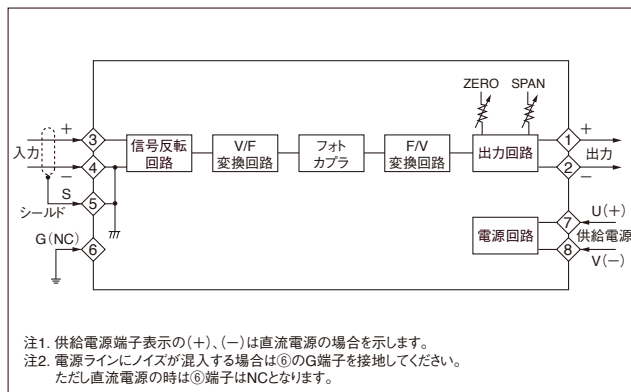 ZERO SPAN
+ 3 信号反転回路 V/F変換回路 フォトカプラ F/V変換回路 出力回路 1 +
入力 4 − 2 − 出力
S 5
シールド
G(NC) 6
電源回路 7 U(+)
供給電源
8 V(−)
注1. 供給電源端子表示の(+)、(−)は直流電源の場合を示します。
注2. 電源ラインにノイズが混入する場合は⑥のG端子を接地してください。
ただし直流電源の時は⑥端子はNCとなります。